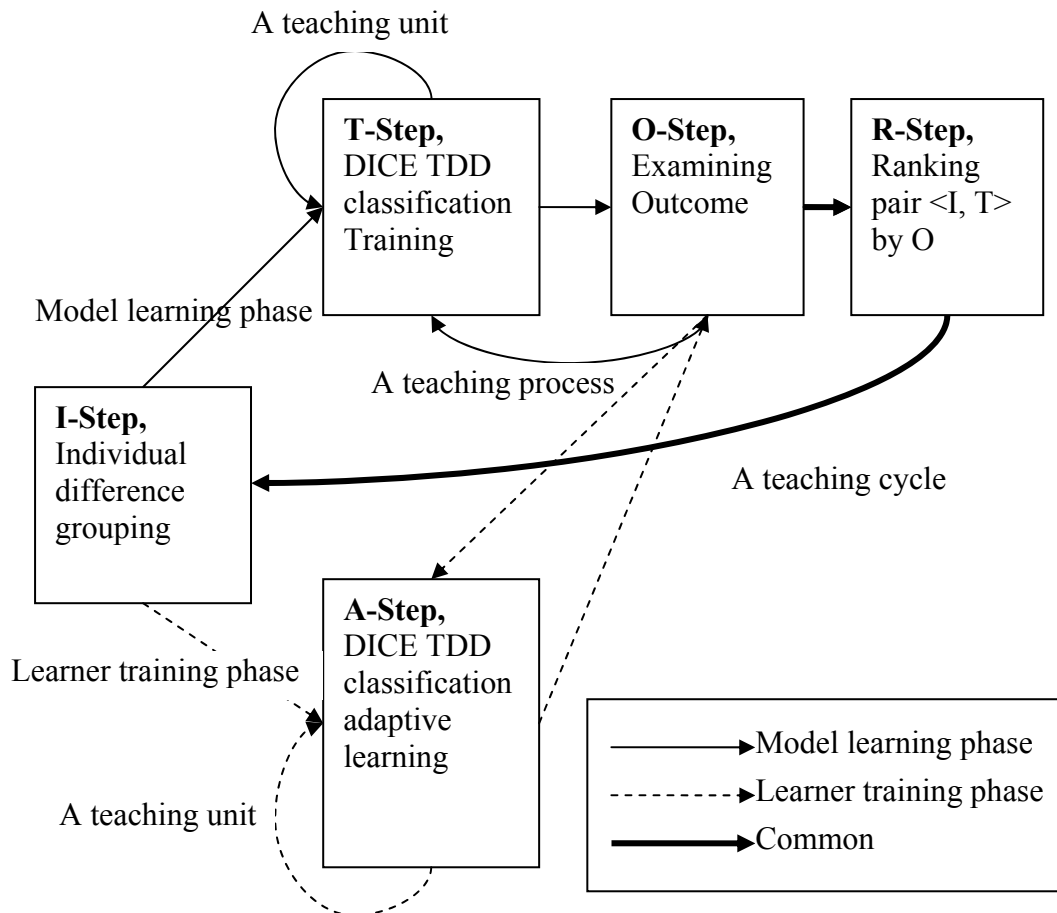 A teaching unit
T-Step,
DICE TDD
classification
Training
O-Step,
Examining
Outcome
R-Step,
Ranking
pair <I, T>
by O
Model learning phase
A teaching process
I-Step,
Individual
difference
grouping
A teaching cycle
A-Step,
DICE TDD
classification
adaptive
learning
Learner training phase
A teaching unit
Model learning phase
Learner training phase
Common